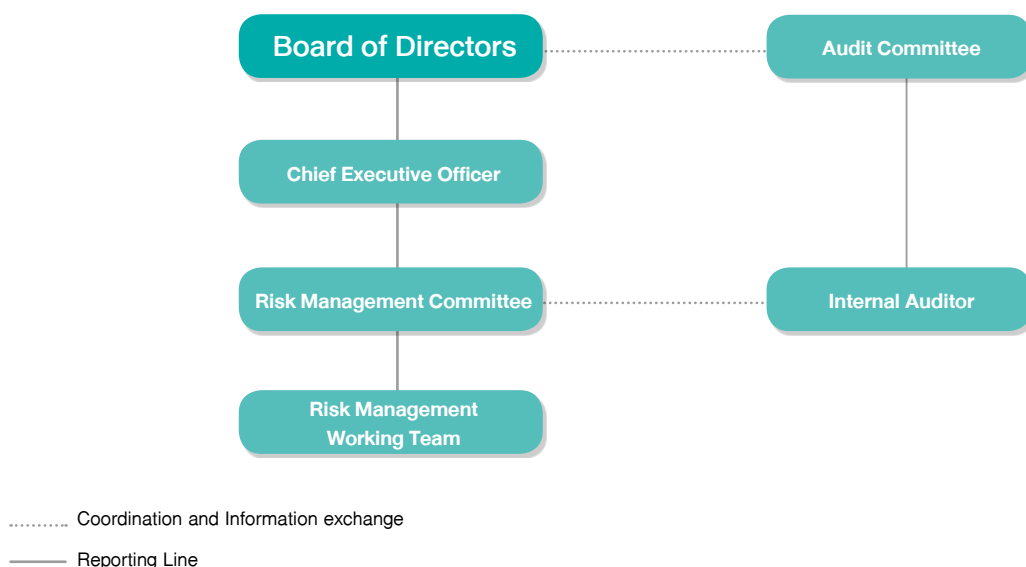 Board of Directors
Audit Committee
Chief Executive Officer
Risk Management Committee
Internal Auditor
Risk Management
Working Team
Coordination and Information exchange
Reporting Line